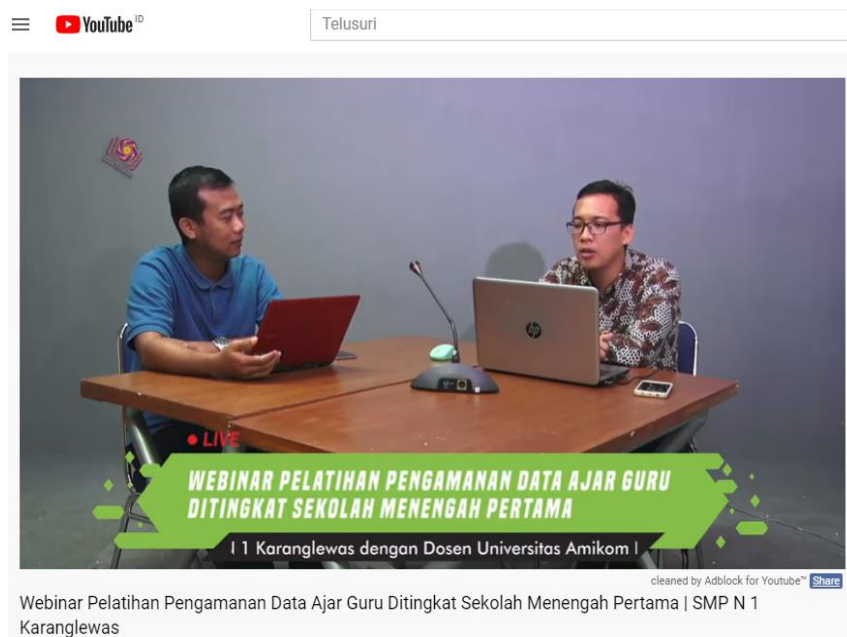 YouTube ID
Telusuri
hp
LIVE
WEBINAR PELATIHAN PENGAMANAN DATA AJAR GURU
DITINGKAT SEKOLAH MENENGAH PERTAMA
1 Karanglewas dengan Dosen Universitas Amikom
cleaned by Adblock for Youtube™ Share
Webinar Pelatihan Pengamanan Data Ajar Guru Ditingkat Sekolah Menengah Pertama | SMP N 1
Karanglewas